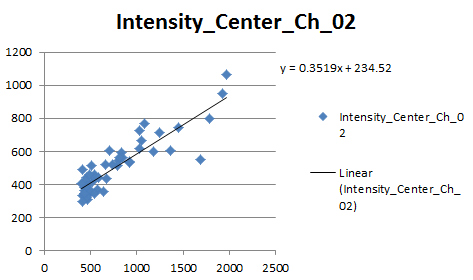 Intensity_Center_Ch_02
1200
1000
800
600
400
200
0
0 500 1000 1500 2000 2500
y = 0.3519x + 234.52
Intensity_Center_Ch_0
2
Linear
(Intensity_Center_Ch_
02)